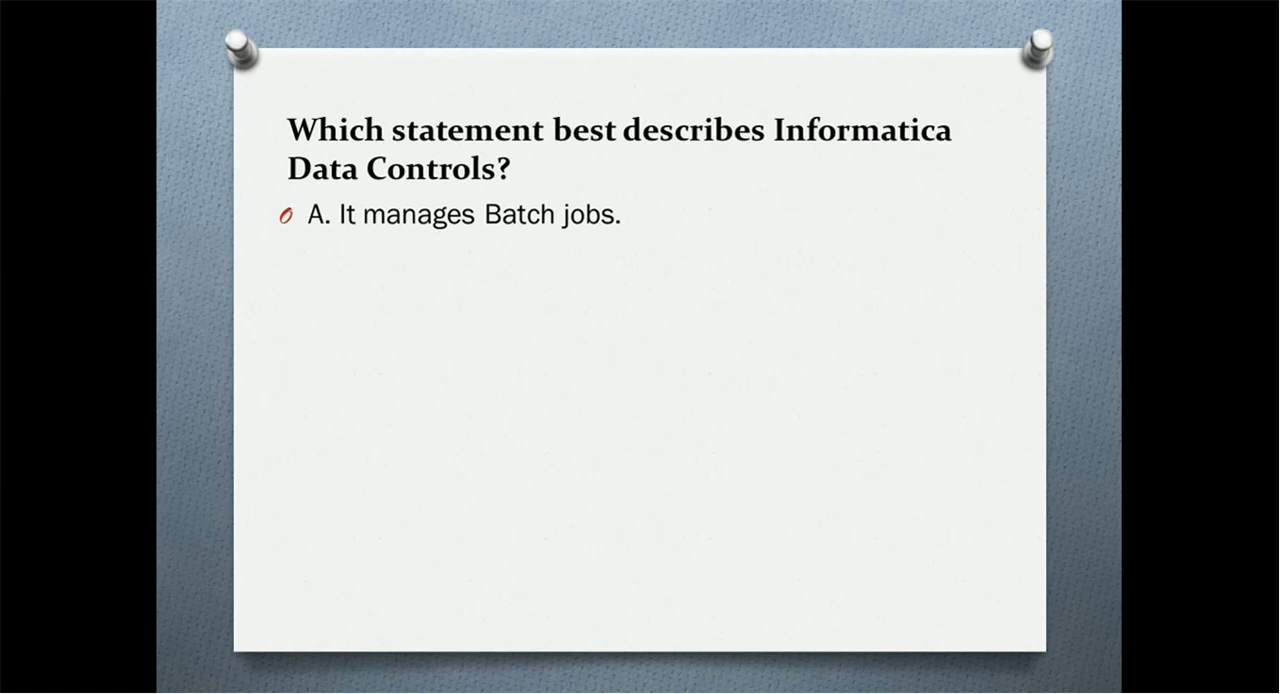 Which statement best describes Informatica
Data Controls?
A. It manages Batch jobs.